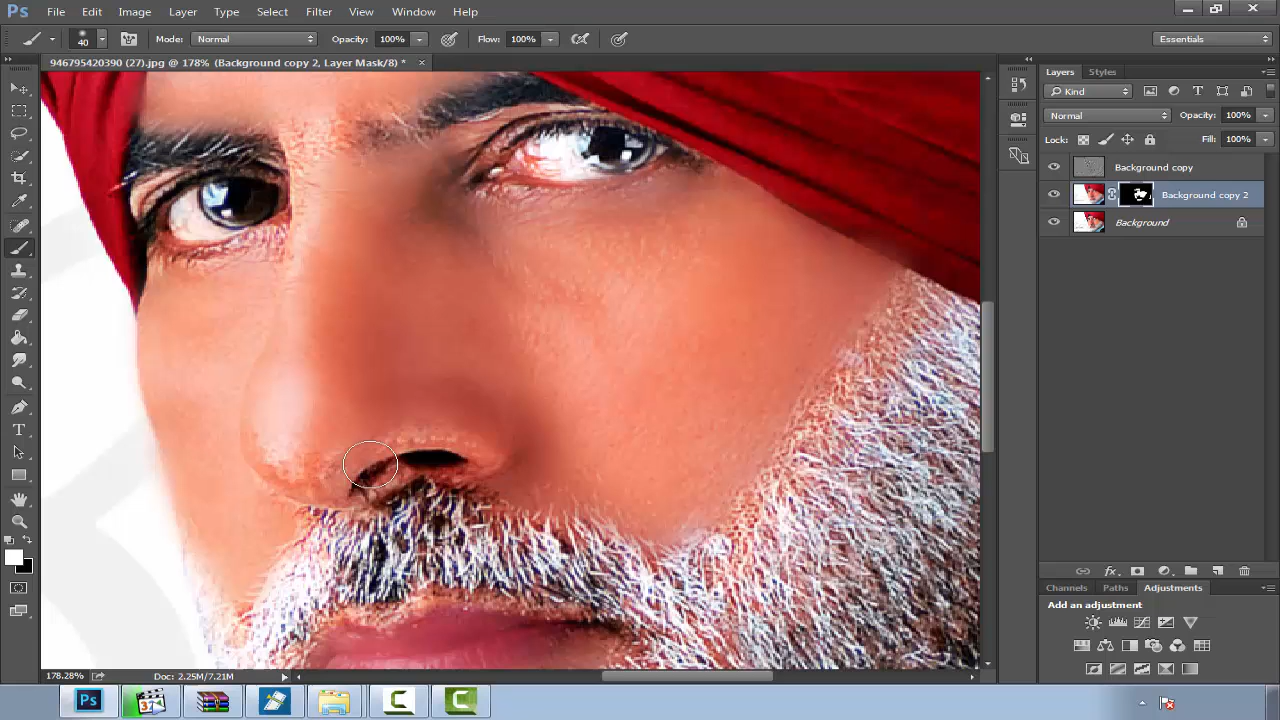 Ps File Edit Image Layer Type Select Filter View Window Help
40 Mode: Normal Opacity: 100% Flow: 100% Essentials
946795420390 (27).jpg @ 178% (Background copy 2, Layer Mask/8) * ×
Layers Styles
Kind T
Normal Opacity: 100%
Lock: Fill: 100%
Background copy
Background copy 2
Background
T
fx
Channels Paths Adjustments
Add an adjustment
178.28% Doc: 2.25M/7.21M
Ps 31 C C